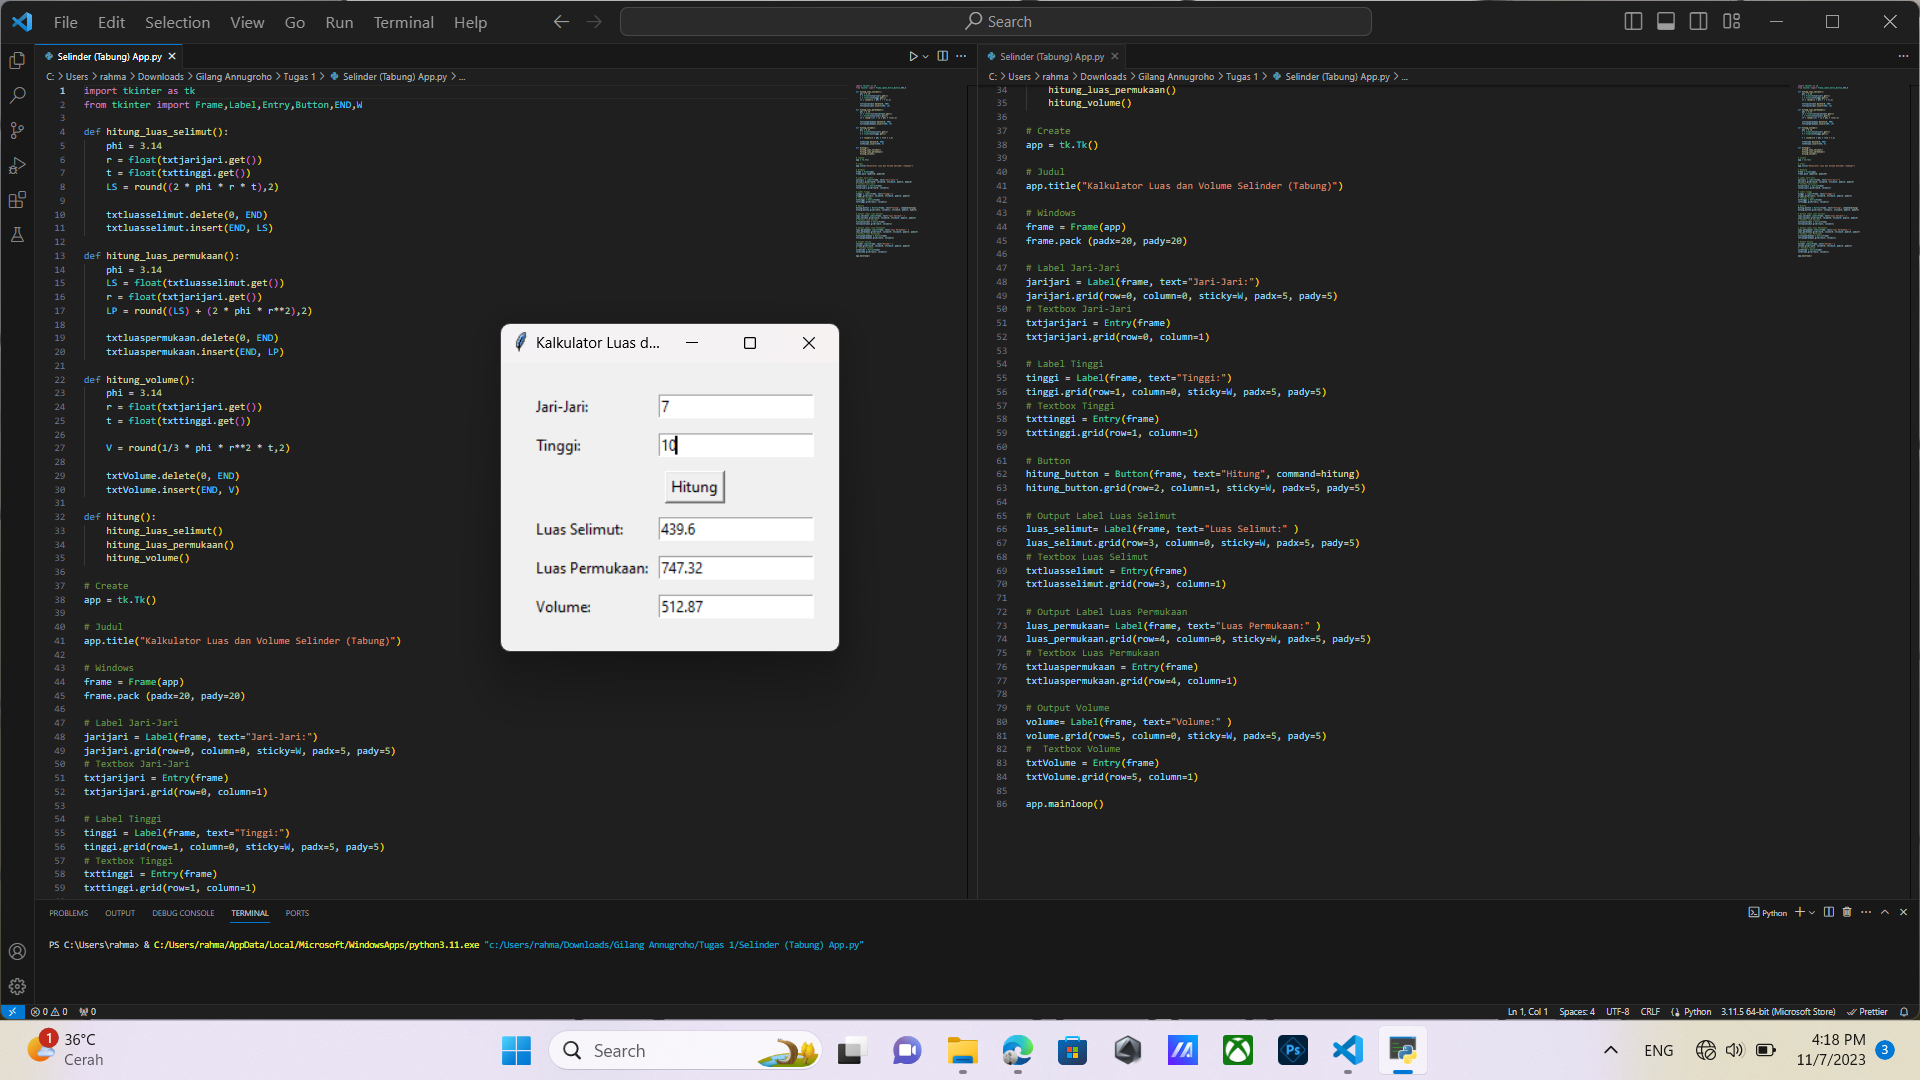 File Edit Selection View Go Run Terminal Help
Search
Selinder (Tabung) App.py
C: > Users > rahma > Downloads > Gilang Annugroho > Tugas 1 > Selinder (Tabung) App.py > ...
1 import tkinter as tk
2 from tkinter import Frame,Label,Entry,Button,END,W
3
4 def hitung_luas_selimut():
5 phi = 3.14
6 r = float(txtjarijari.get())
7 t = float(txttinggi.get())
8 LS = round((2 * phi * r * t),2)
9
10 txtluasselimut.delete(0, END)
11 txtluasselimut.insert(END, LS)
12
13 def hitung_luas_permukaan():
14 phi = 3.14
15 LS = float(txtluasselimut.get())
16 r = float(txtjarijari.get())
17 LP = round((LS) + (2 * phi * r**2),2)
18
19 txtluaspermukaan.delete(0, END)
20 txtluaspermukaan.insert(END, LP)
21
22 def hitung_volume():
23 phi = 3.14
24 r = float(txtjarijari.get())
25 t = float(txttinggi.get())
26
27 V = round(1/3 * phi * r**2 * t,2)
28
29 txtVolume.delete(0, END)
30 txtVolume.insert(END, V)
31
32 def hitung():
33 hitung_luas_selimut()
34 hitung_luas_permukaan()
35 hitung_volume()
36
37 # Create
38 app = tk.Tk()
39
40 # Judul
41 app.title("Kalkulator Luas dan Volume Selinder (Tabung)")
42
43 # Windows
44 frame = Frame(app)
45 frame.pack (padx=20, pady=20)
46
47 # Label Jari-Jari
48 jarijari = Label(frame, text="Jari-Jari:")
49 jarijari.grid(row=0, column=0, sticky=W, padx=5, pady=5)
50 # Textbox Jari-Jari
51 txtjarijari = Entry(frame)
52 txtjarijari.grid(row=0, column=1)
53
54 # Label Tinggi
55 tinggi = Label(frame, text="Tinggi:")
56 tinggi.grid(row=1, column=0, sticky=W, padx=5, pady=5)
57 # Textbox Tinggi
58 txttinggi = Entry(frame)
59 txttinggi.grid(row=1, column=1)
Kalkulator Luas d...
Jari-Jari: 7
Tinggi: 10
Hitung
Luas Selimut: 439.6
Luas Permukaan: 747.32
Volume: 512.87
Selinder (Tabung) App.py
C: > Users > rahma > Downloads > Gilang Annugroho > Tugas 1 > Selinder (Tabung) App.py > ...
34 hitung_luas_permukaan()
35 hitung_volume()
36
37 # Create
38 app = tk.Tk()
39
40 # Judul
41 app.title("Kalkulator Luas dan Volume Selinder (Tabung)")
42
43 # Windows
44 frame = Frame(app)
45 frame.pack (padx=20, pady=20)
46
47 # Label Jari-Jari
48 jarijari = Label(frame, text="Jari-Jari:")
49 jarijari.grid(row=0, column=0, sticky=W, padx=5, pady=5)
50 # Textbox Jari-Jari
51 txtjarijari = Entry(frame)
52 txtjarijari.grid(row=0, column=1)
53
54 # Label Tinggi
55 tinggi = Label(frame, text="Tinggi:")
56 tinggi.grid(row=1, column=0, sticky=W, padx=5, pady=5)
57 # Textbox Tinggi
58 txttinggi = Entry(frame)
59 txttinggi.grid(row=1, column=1)
60
61 # Button
62 hitung_button = Button(frame, text="Hitung", command=hitung)
63 hitung_button.grid(row=2, column=1, sticky=W, padx=5, pady=5)
64
65 # Output Label Luas Selimut
66 luas_selimut= Label(frame, text="Luas Selimut:" )
67 luas_selimut.grid(row=3, column=0, sticky=W, padx=5, pady=5)
68 # Textbox Luas Selimut
69 txtluasselimut = Entry(frame)
70 txtluasselimut.grid(row=3, column=1)
71
72 # Output Label Luas Permukaan
73 luas_permukaan= Label(frame, text="Luas Permukaan:" )
74 luas_permukaan.grid(row=4, column=0, sticky=W, padx=5, pady=5)
75 # Textbox Luas Permukaan
76 txtluaspermukaan = Entry(frame)
77 txtluaspermukaan.grid(row=4, column=1)
78
79 # Output Volume
80 volume= Label(frame, text="Volume:" )
81 volume.grid(row=5, column=0, sticky=W, padx=5, pady=5)
82 #  Textbox Volume
83 txtVolume = Entry(frame)
84 txtVolume.grid(row=5, column=1)
85
86 app.mainloop()
PROBLEMS OUTPUT DEBUG CONSOLE TERMINAL PORTS
Python
PS C:\Users\rahma> & C:/Users/rahma/AppData/Local/Microsoft/WindowsApps/python3.11.exe "c:/Users/rahma/Downloads/Gilang Annugroho/Tugas 1/Selinder (Tabung) App.py"
0 0 0
Ln 1, Col 1 Spaces: 4 UTF-8 CRLF Python 3.11.5 64-bit (Microsoft Store) Prettier
1
36°C
Cerah
Search
Ps
ENG
4:18 PM
11/7/2023
3